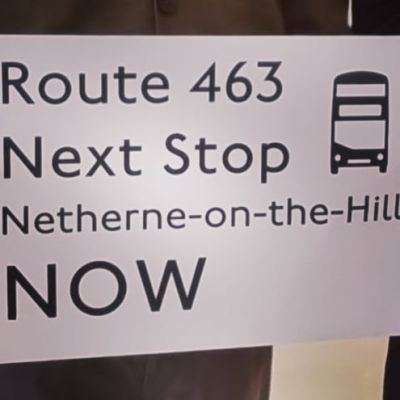 Route 463
Next Stop
Netherne-on-the-Hill
NOW